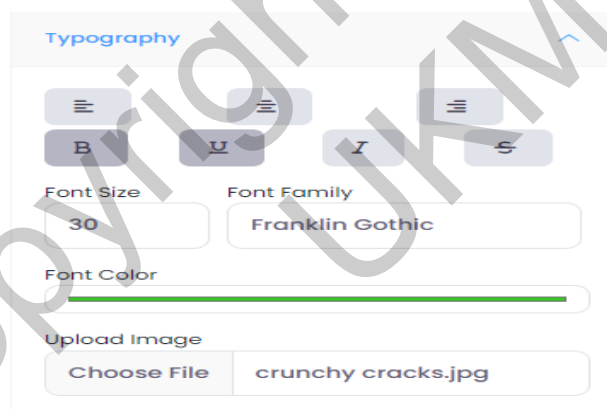 Typography
B U I S
Font Size Font Family
30 Franklin Gothic
Font Color
Upload Image
Choose File crunchy cracks.jpg